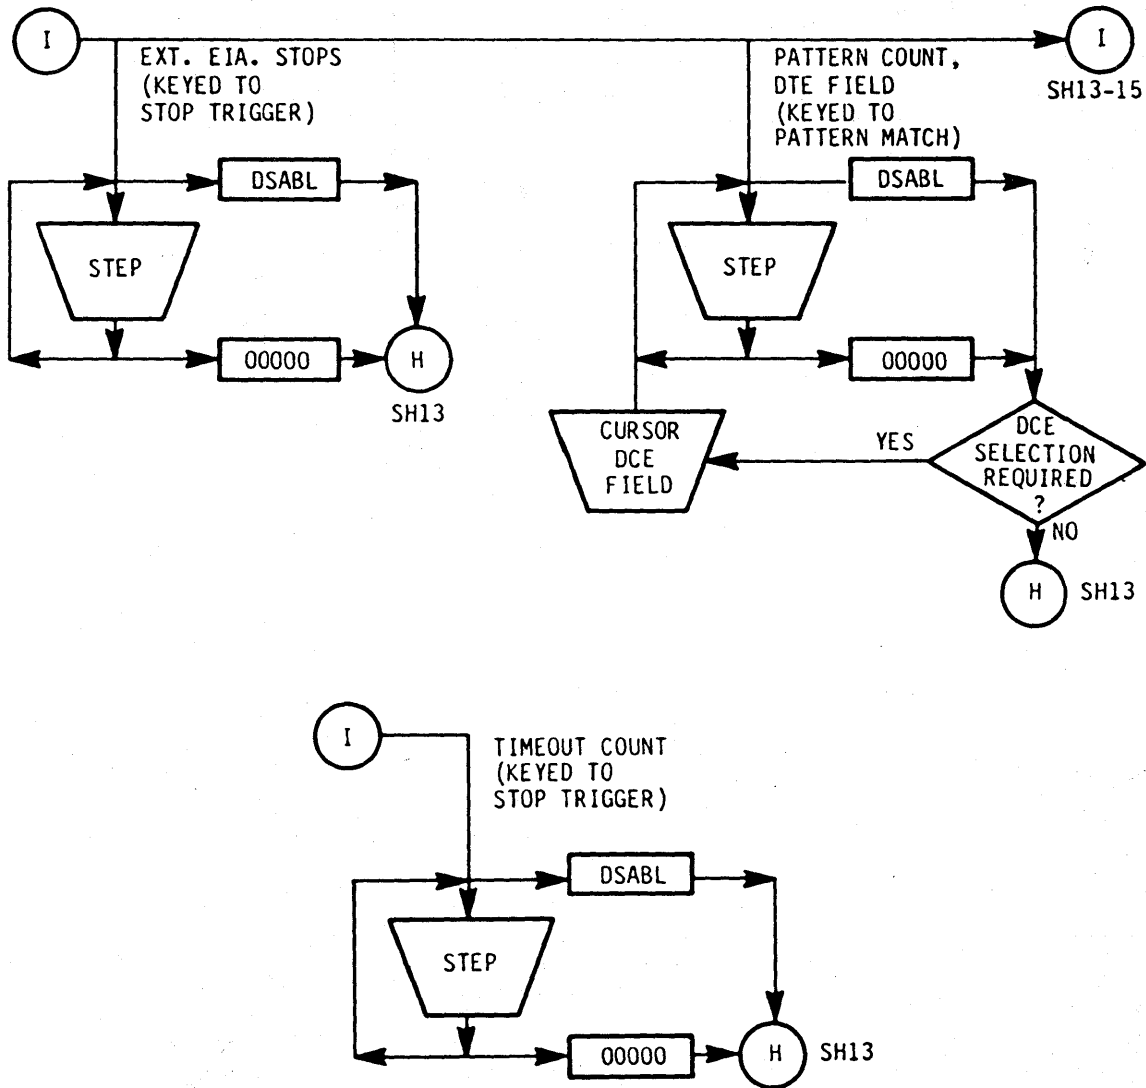 I
EXT. EIA. STOPS
(KEYED TO
STOP TRIGGER)
PATTERN COUNT,
DTE FIELD
(KEYED TO
PATTERN MATCH)
I
SH13-15
DSABL
STEP
00000
H
SH13
DSABL
STEP
00000
CURSOR
DCE
FIELD
YES
DCE
SELECTION
REQUIRED
?
NO
H
SH13
I
TIMEOUT COUNT
(KEYED TO
STOP TRIGGER)
DSABL
STEP
00000
H
SH13